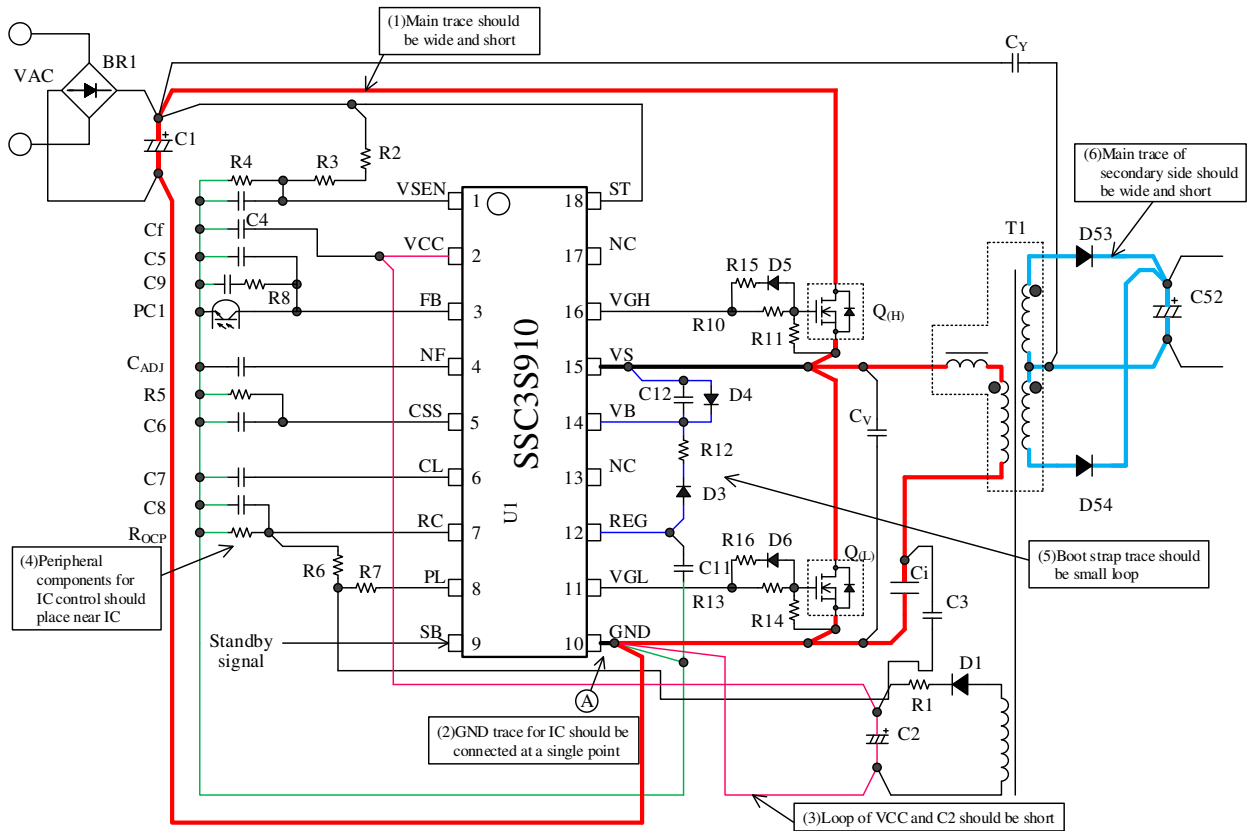 (1)Main trace should
be wide and short
CY
VAC
BR1
C1
R4
R3
R2
(6)Main trace of
secondary side should
be wide and short
VSEN
1
18
ST
C4
Cf
VCC
2
17
NC
T1
D53
C5
C9
R8
R15
D5
C52
PC1
FB
3
16
VGH
R10
R11
Q(H)
SSC3S910
U1
CADJ
NF
4
15
VS
R5
C12
D4
C6
CSS
5
14
VB
CV
R12
C7
CL
6
13
NC
D54
C8
D3
ROCP
RC
7
12
REG
(4)Peripheral
components for
IC control should
place near IC
R6
R7
PL
8
11
VGL
C11
R16
D6
Q(L)
R13
R14
Ci
C3
(5)Boot strap trace should
be small loop
Standby
signal
SB
9
10
GND
A
D1
R1
(2)GND trace for IC should be
connected at a single point
C2
(3)Loop of VCC and C2 should be short